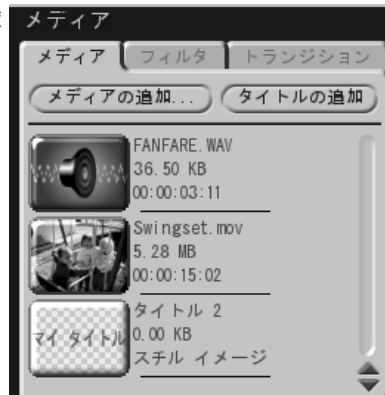 メディア
メディア フィルタ トランジション
メディアの追加... タイトルの追加
FANFARE.WAV
36.50 KB
00:00:03:11
Swingset.mov
5.28 MB
00:00:15:02
マイ タイトル
タイトル 2
0.00 KB
スチル イメージ